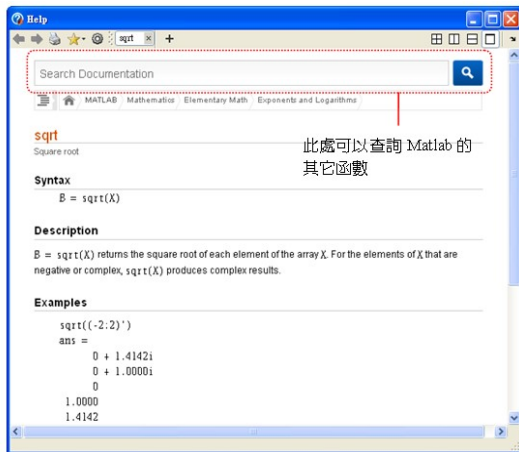 Help
sqrt
Search Documentation
MATLAB Mathematics Elementary Math Exponents and Logarithms
sqrt
Square root
此處可以查詢 Matlab 的
其它函數
Syntax
B = sqrt(X)
Description
B = sqrt(X) returns the square root of each element of the array X. For the elements of X that are
negative or complex, sqrt(X) produces complex results.
Examples
sqrt((-2:2)')
ans =
0 + 1.4142i
0 + 1.0000i
0
1.0000
1.4142